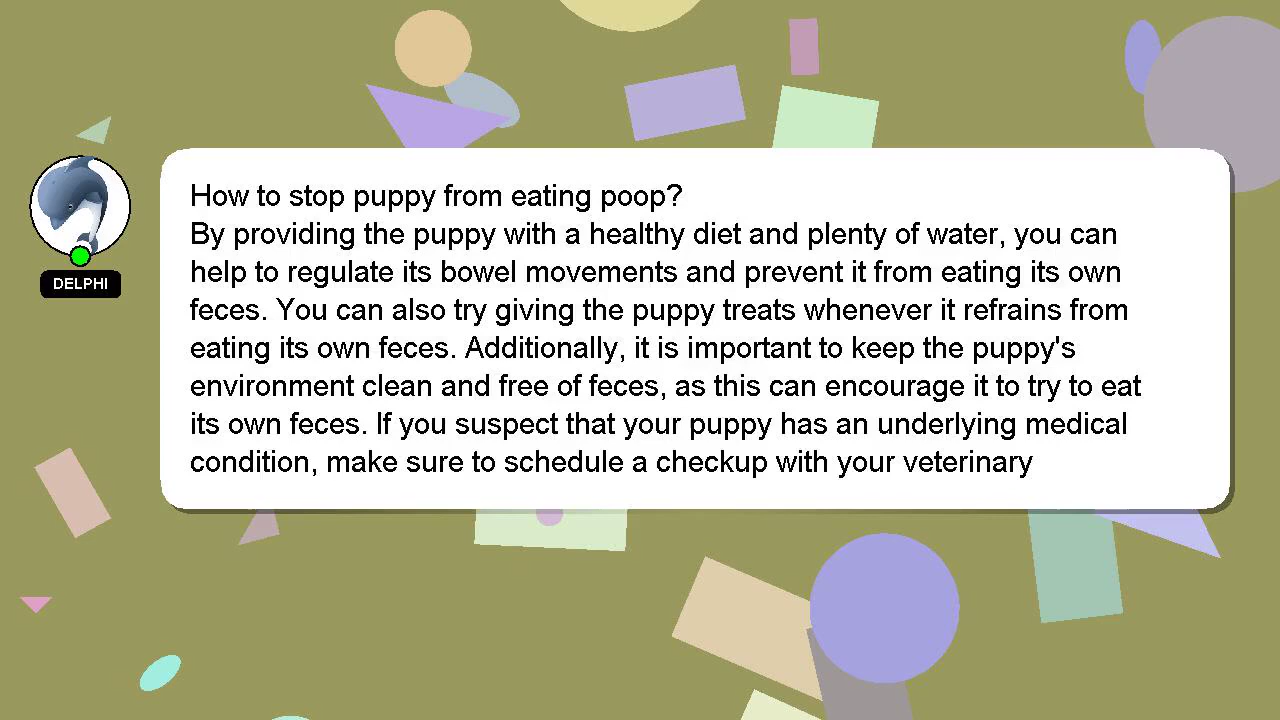 How to stop puppy from eating poop?
By providing the puppy with a healthy diet and plenty of water, you can
help to regulate its bowel movements and prevent it from eating its own
feces. You can also try giving the puppy treats whenever it refrains from
eating its own feces. Additionally, it is important to keep the puppy's
environment clean and free of feces, as this can encourage it to try to eat
its own feces. If you suspect that your puppy has an underlying medical
condition, make sure to schedule a checkup with your veterinary
DELPHI